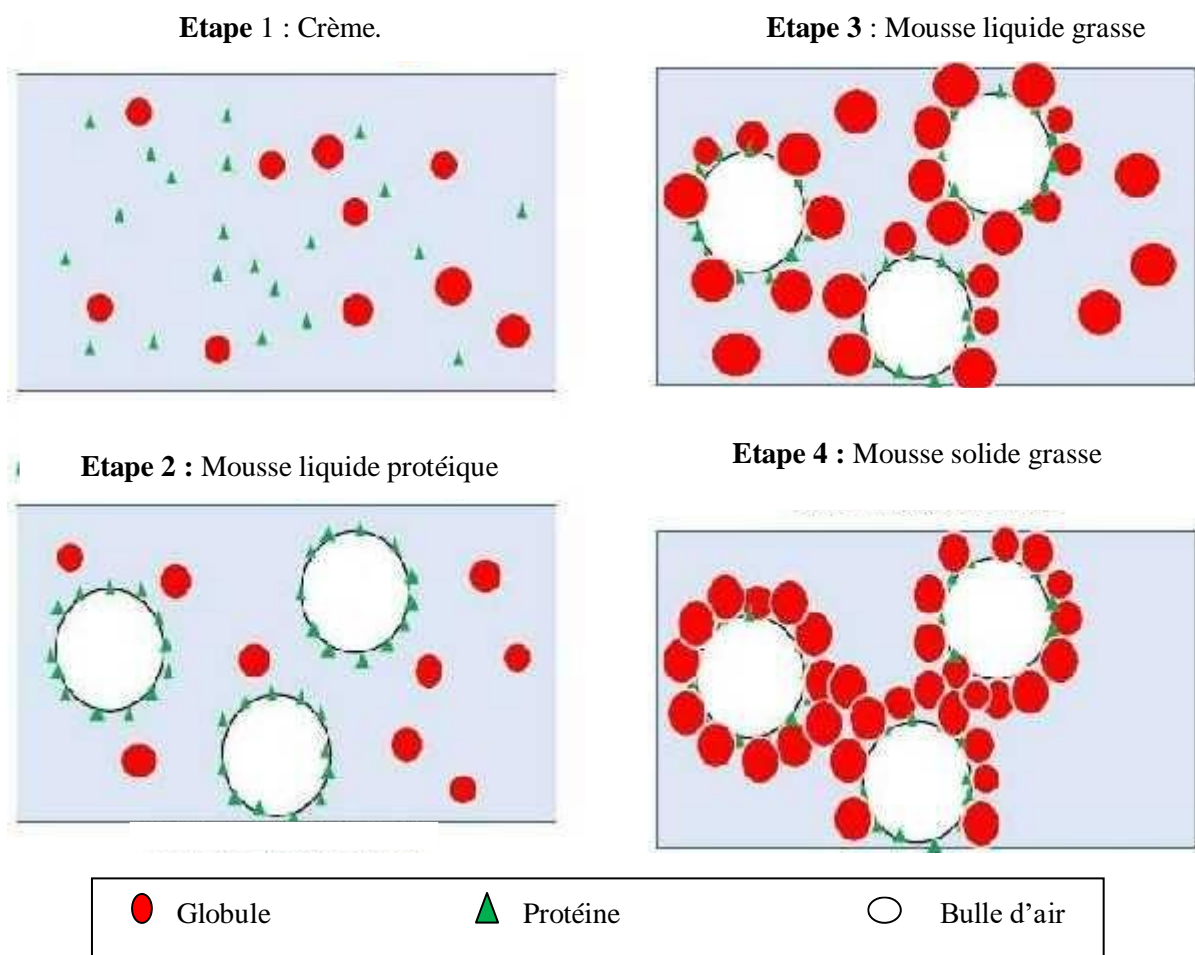 Etape 1 : Crème.
Etape 3 : Mousse liquide grasse
Etape 2 : Mousse liquide protéique
Etape 4 : Mousse solide grasse
Globule Protéine Bulle d’air